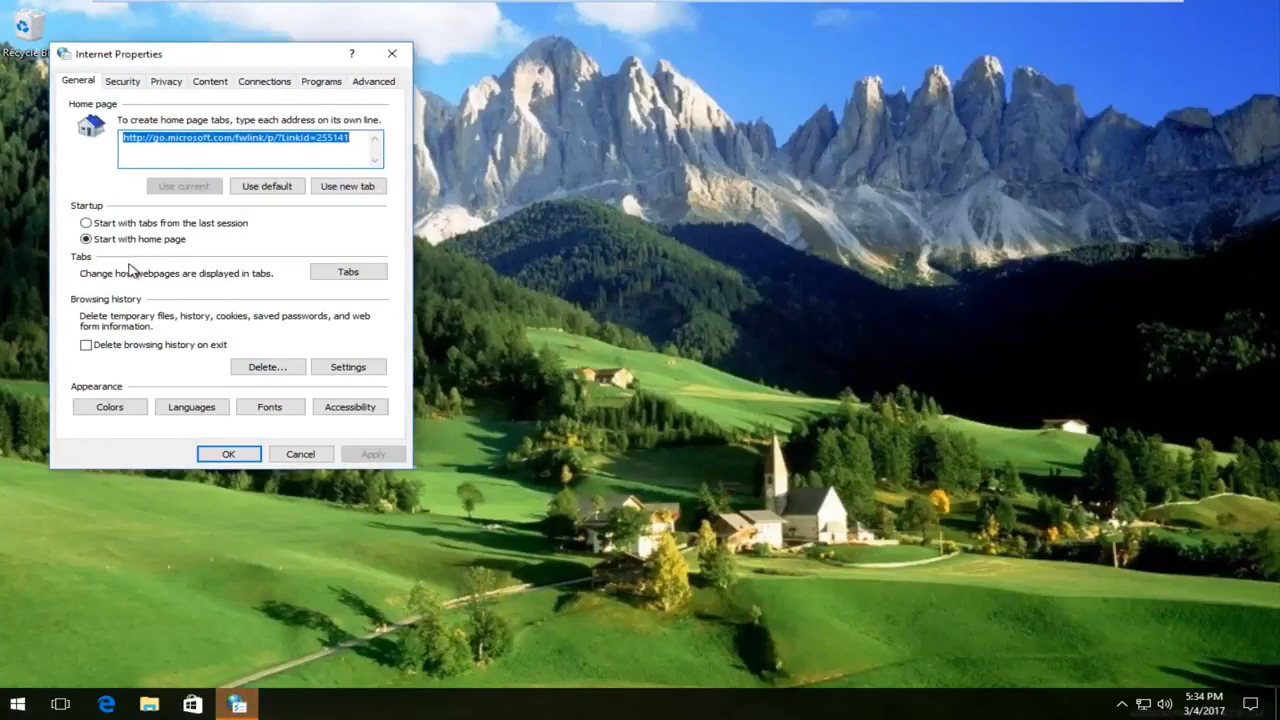 Recycle B
Internet Properties
?
General Security Privacy Content Connections Programs Advanced
Home page
To create home page tabs, type each address on its own line.
http://go.microsoft.com/fwlink/p/?LinkId=255141
Use current Use default Use new tab
Startup
Start with tabs from the last session
Start with home page
Tabs
Change how webpages are displayed in tabs. Tabs
Browsing history
Delete temporary files, history, cookies, saved passwords, and web
form information.
Delete browsing history on exit
Delete... Settings
Appearance
Colors Languages Fonts Accessibility
OK Cancel Apply
5:34 PM
3/4/2017